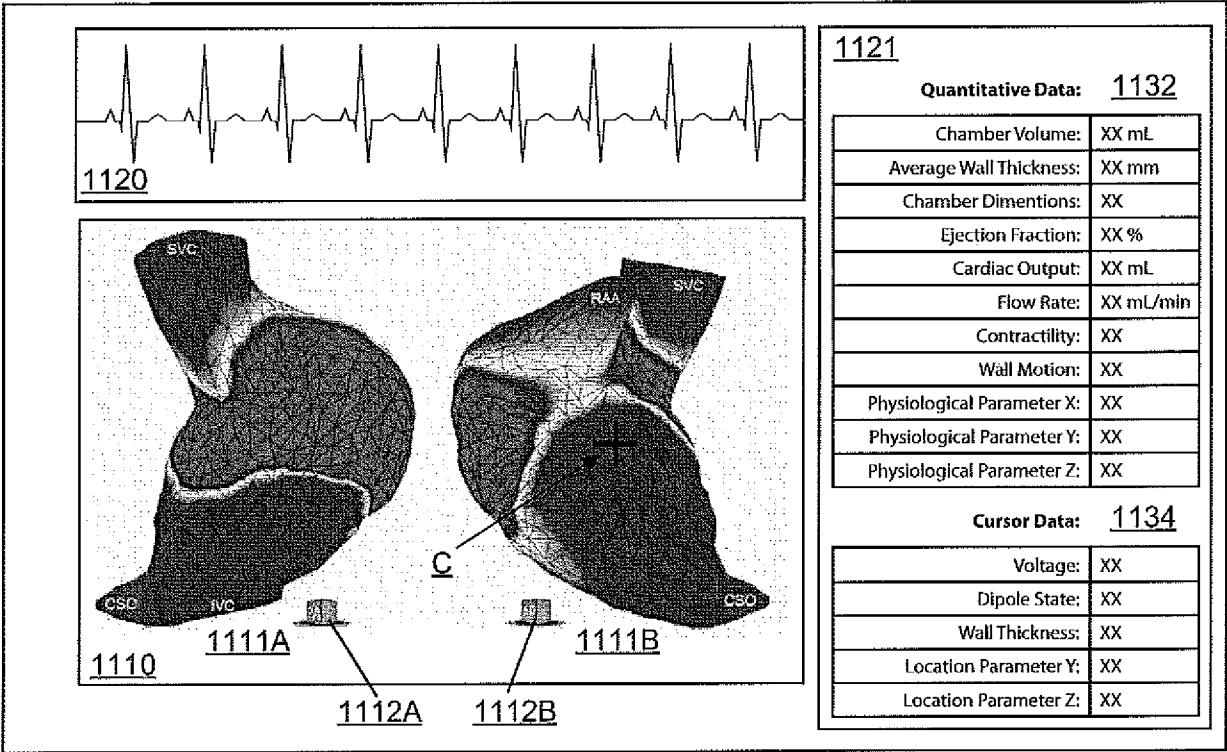 1120
SVC
RAA
SVC
C
CSO
IVC
CSO
1111A
1111B
1110
1112A
1112B
1121
Quantitative Data: 1132
Chamber Volume: XX mL
Average Wall Thickness: XX mm
Chamber Dimentions: XX
Ejection Fraction: XX %
Cardiac Output: XX mL
Flow Rate: XX mL/min
Contractility: XX
Wall Motion: XX
Physiological Parameter X: XX
Physiological Parameter Y: XX
Physiological Parameter Z: XX
Cursor Data: 1134
Voltage: XX
Dipole State: XX
Wall Thickness: XX
Location Parameter Y: XX
Location Parameter Z: XX